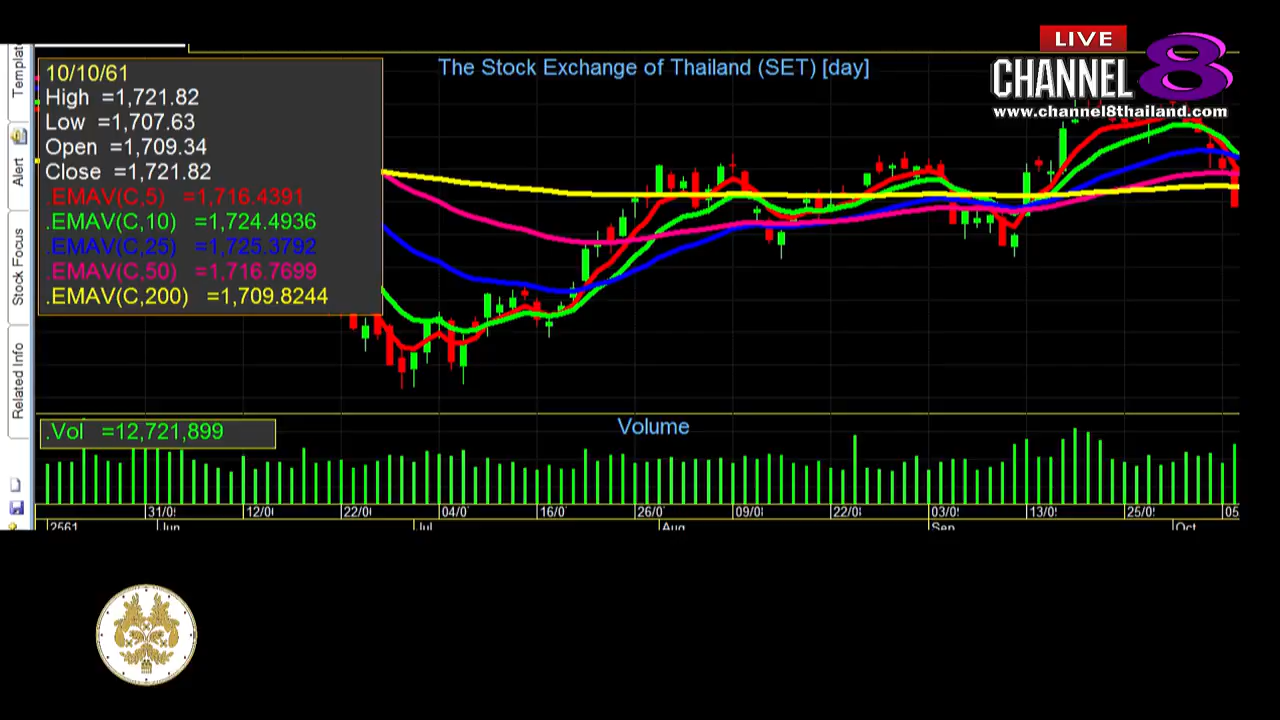 LIVE
CHANNEL 8
www.channel8thailand.com
The Stock Exchange of Thailand (SET) [day]
Template
Alert
Stock Focus
Related Info
10/10/61
High =1,721.82
Low =1,707.63
Open =1,709.34
Close =1,721.82
.EMAV(C,5) =1,716.4391
.EMAV(C,10) =1,724.4936
.EMAV(C,25) =1,725.3792
.EMAV(C,50) =1,716.7699
.EMAV(C,200) =1,709.8244
Volume
.Vol =12,721,899
31/0 12/0 22/0 04/0 16/0 26/0 09/0 22/0 03/0 13/0 25/0 05
2561 Jun Jul Aug Sep Oct